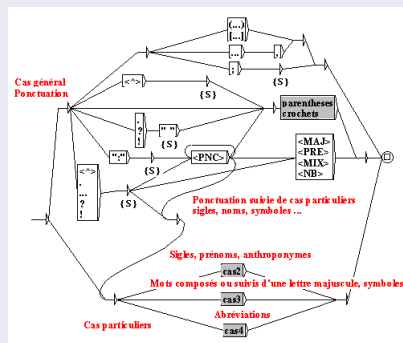 (...)
[...]
... ,
; {S}
Cas général
Ponctuation
<^>
{S}
.
?
!
" "
{S}
parentheses
crochets
":"
{S}
<PNC>
<MAJ>
<PRE>
<MIX>
<NB>
<^>
.
...
?
!
{S}
Ponctuation suivie de cas particuliers
sigles, noms, symboles ...
Sigles, prénoms, anthroponymes
cas2
Mots composés ou suivis d'une lettre majuscule, symboles
cas3
Abréviations
cas4
Cas particuliers